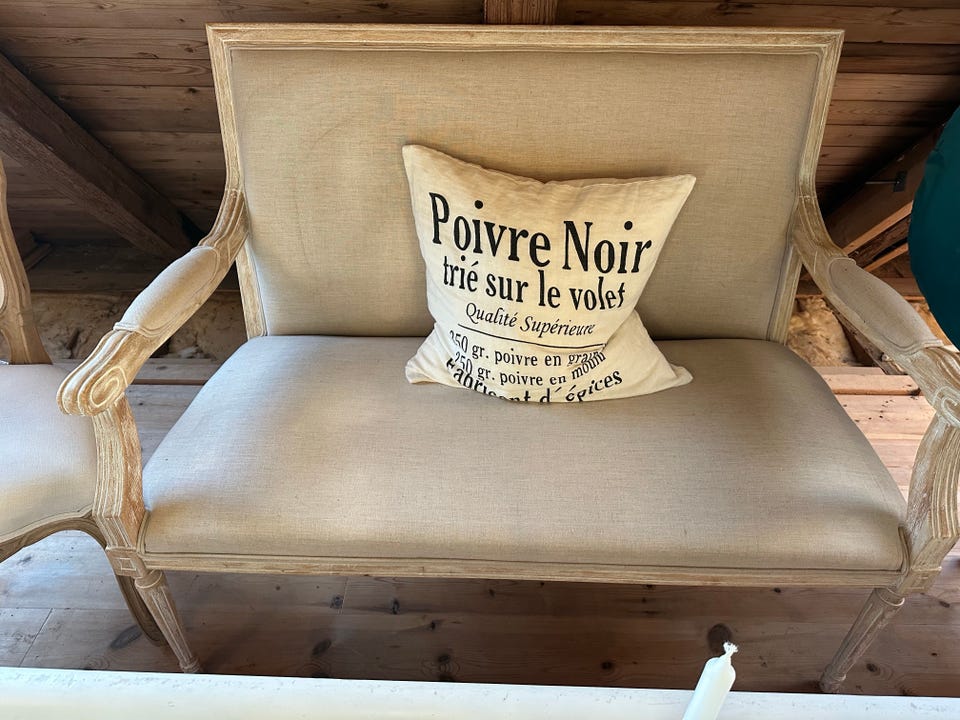 Poivre Noir
trié sur le volet
Qualité Supérieure
250 gr. poivre en grains
250 gr. poivre en moulu
Fabricant d´épices